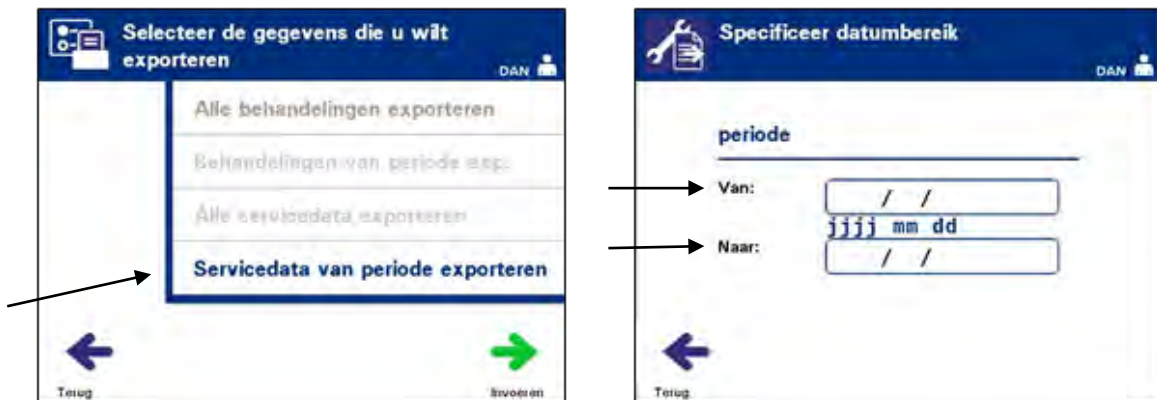 Selecteer de gegevens die u wilt
exporteren
DAN
Alle behandelingen exporteren
Behandelingen van periode exp.
Alle servicedata exporteren
Servicedata van periode exporteren
Terug
Invoeren
Specificeer datumbereik
DAN
periode
Van:
/ /
jjjj mm dd
Naar:
/ /
Terug